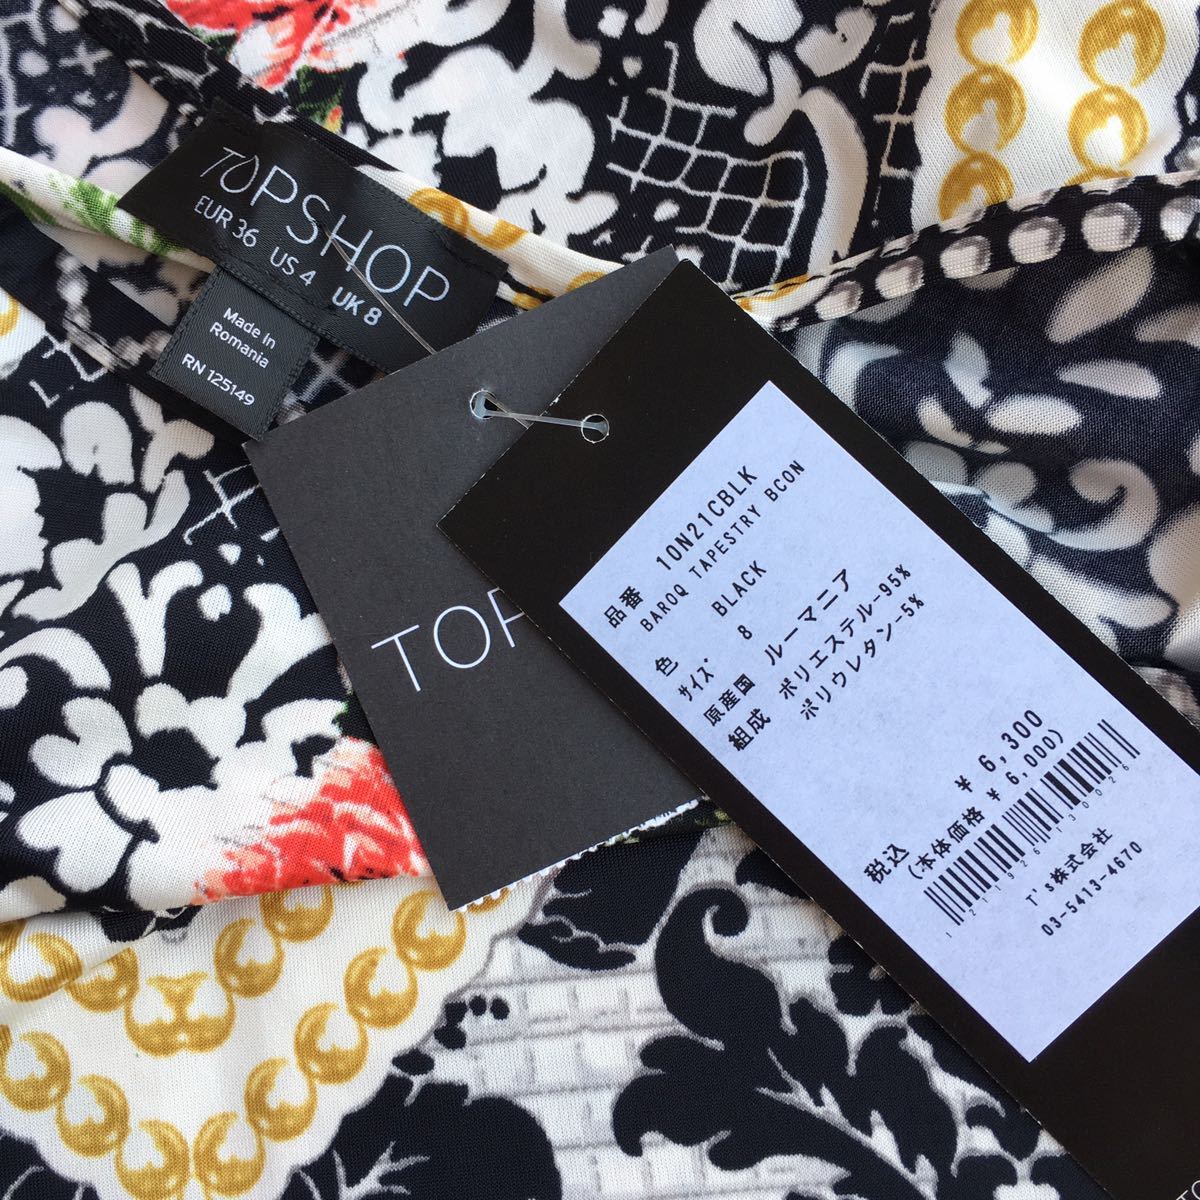 TOPSHOP
EUR 36 US 4 UK 8
Made in
Romania
RN 125149
TOP
品番 10N21CBLK
BAROQ TAPESTRY BCON
色 BLACK
サイズ 8
原産国 ルーマニア
組成 ポリエステル-95%
ポリウレタン-5%
¥ 6,300
税込 (本体価格 ¥ 6,000)
1211926130026
T's株式会社
03-5413-4670